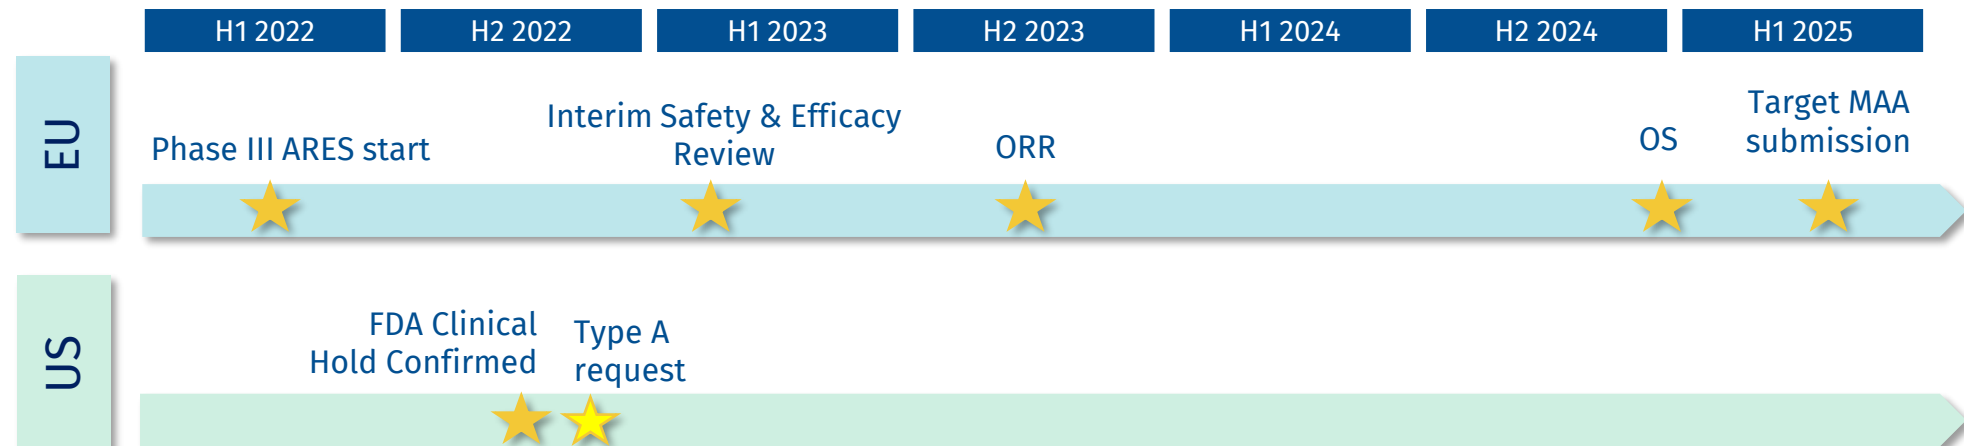 H1 2022
H2 2022
H1 2023
H2 2023
H1 2024
H2 2024
H1 2025
EU
Phase III ARES start
Interim Safety & Efficacy
Review
ORR
OS
Target MAA
submission
US
FDA Clinical
Hold Confirmed
Type A
request